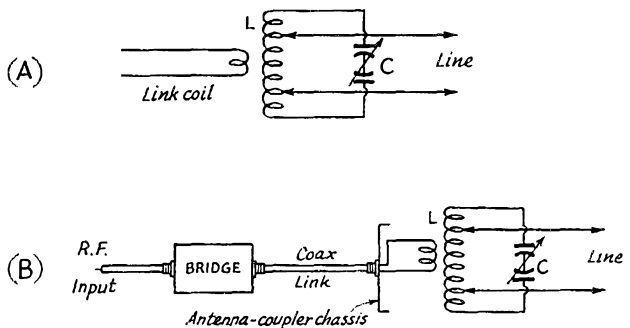 (A)
L
C
Line
Link coil
(B)
R.F.
Input
BRIDGE
Coax
Link
L
C
Line
Antenna-coupler chassis